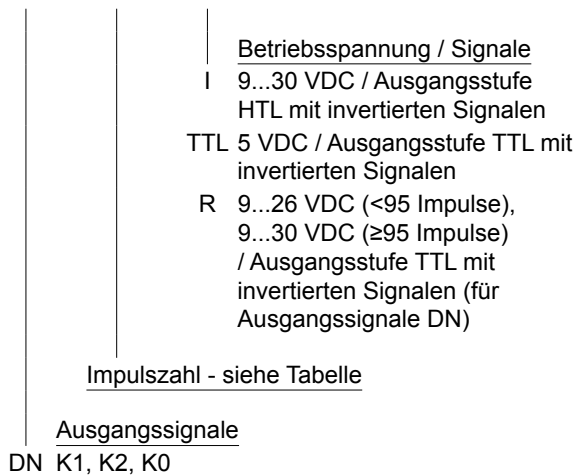 Betriebsspannung / Signale
I 9...30 VDC / Ausgangsstufe
HTL mit invertierten Signalen
TTL 5 VDC / Ausgangsstufe TTL mit
invertierten Signalen
R 9...26 VDC (<95 Impulse),
9...30 VDC (≥95 Impulse)
/ Ausgangsstufe TTL mit
invertierten Signalen (für
Ausgangssignale DN)
Impulszahl - siehe Tabelle
Ausgangssignale
DN K1, K2, K0